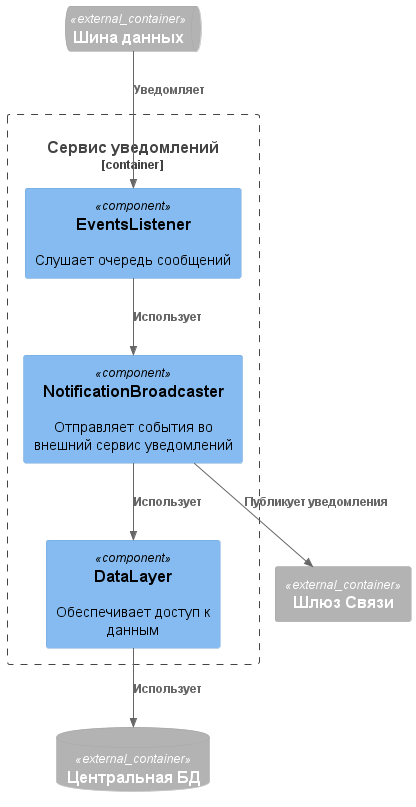 «external_container»
Шина данных
Уведомляет
Сервис уведомлений
[container]
«component»
EventsListener
Слушает очередь сообщений
Использует
«component»
NotificationBroadcaster
Отправляет события во
внешний сервис уведомлений
Использует
Публикует уведомления
«component»
DataLayer
Обеспечивает доступ к
данным
«external_container»
Шлюз Связи
Использует
«external_container»
Центральная БД